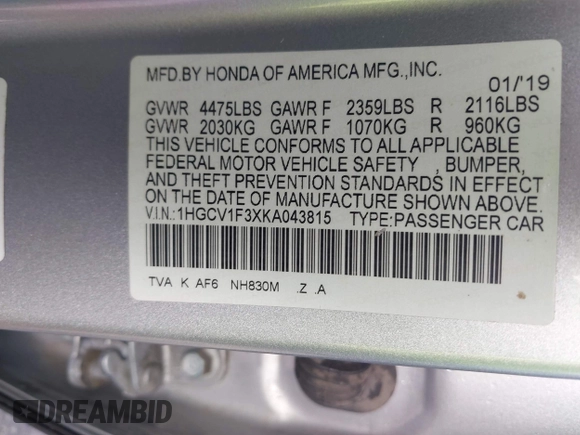 MFD.BY HONDA OF AMERICA MFG.,INC.
01/'19
GVWR 4475LBS GAWR F 2359LBS R 2116LBS
GVWR 2030KG GAWR F 1070KG R 960KG
THIS VEHICLE CONFORMS TO ALL APPLICABLE
FEDERAL MOTOR VEHICLE SAFETY , BUMPER,
AND THEFT PREVENTION STANDARDS IN EFFECT
ON THE DATE OF MANUFACTURE SHOWN ABOVE.
V.I.N.:1HGCV1F3XKA043815 TYPE:PASSENGER CAR
TVA K AF6 NH830M .Z .A
DREAMBID